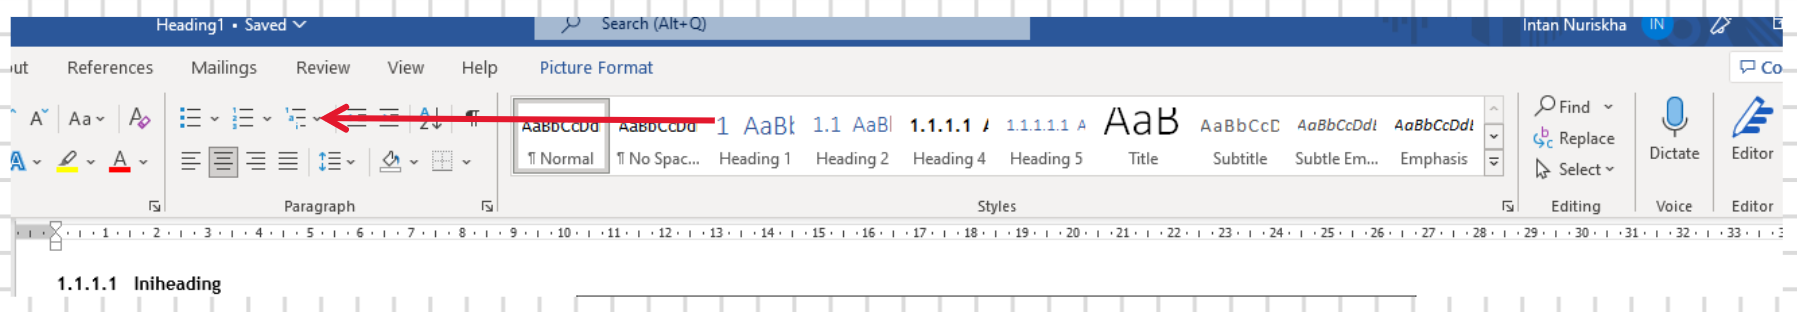 Heading1 • Saved
Search (Alt+Q)
Intan Nuriskha IN
out References Mailings Review View Help Picture Format Co
A Aa A
AaBbCcDd AaBbCcDd 1 AaBb 1.1 AaBl 1.1.1.1 A 1.1.1.1.1 A AaB AaBbCcD AaBbCcDdE AaBbCcDdE
¶ Normal ¶ No Spac... Heading 1 Heading 2 Heading 4 Heading 5 Title Subtitle Subtle Em... Emphasis
Find
Replace
Select
Dictate
Editor
Paragraph Styles Editing Voice Editor
1 2 3 4 5 6 7 8 9 10 11 12 13 14 15 16 17 18 19 20 21 22 23 24 25 26 27 28 29 30 31 32 33
1.1.1.1 Iniheading